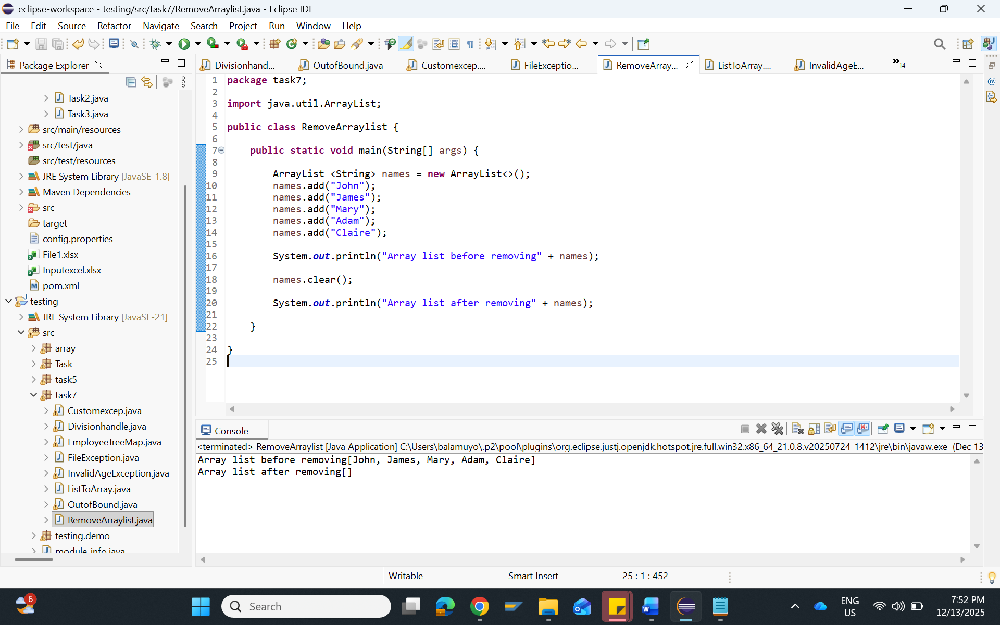 eclipse-workspace - testing/src/task7/RemoveArraylist.java - Eclipse IDE
File Edit Source Refactor Navigate Search Project Run Window Help
Package Explorer
Task2.java
Task3.java
src/main/resources
src/test/java
src/test/resources
JRE System Library [JavaSE-1.8]
Maven Dependencies
src
target
config.properties
File1.xlsx
Inputexcel.xlsx
pom.xml
testing
JRE System Library [JavaSE-21]
src
array
Task
task5
task7
Customexcep.java
Divisionhandle.java
EmployeeTreeMap.java
FileException.java
InvalidAgeException.java
ListToArray.java
OutofBound.java
RemoveArraylist.java
testing.demo
module-info.java
Divisionhand... OutofBound.java Customexcep.... FileExceptio... RemoveArray... ListToArray.... InvalidAgeE... »14
1 package task7;
2
3 import java.util.ArrayList;
4
5 public class RemoveArraylist {
6
7 public static void main(String[] args) {
8
9 ArrayList <String> names = new ArrayList<>();
10 names.add("John");
11 names.add("James");
12 names.add("Mary");
13 names.add("Adam");
14 names.add("Claire");
15
16 System.out.println("Array list before removing" + names);
17
18 names.clear();
19
20 System.out.println("Array list after removing" + names);
21
22 }
23
24 }
25
Console
<terminated> RemoveArraylist [Java Application] C:\Users\balamuyo\.p2\pool\plugins\org.eclipse.justj.openjdk.hotspot.jre.full.win32.x86_64_21.0.8.v20250724-1412\jre\bin\javaw.exe (Dec 13
Array list before removing[John, James, Mary, Adam, Claire]
Array list after removing[]
Writable Smart Insert 25 : 1 : 452
6
Search
ENG
US
7:52 PM
12/13/2025